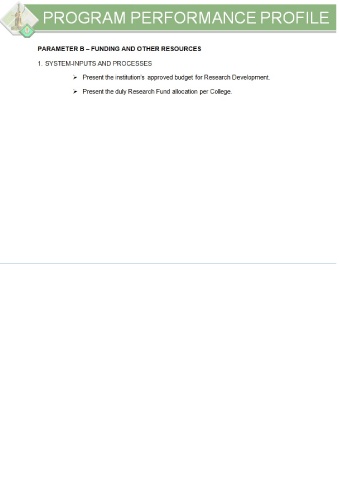 PROGRAM PERFORMANCE PROFILE
PARAMETER B – FUNDING AND OTHER RESOURCES
1. SYSTEM-INPUTS AND PROCESSES
➢ Present the institution's approved budget for Research Development.
➢ Present the duly Research Fund allocation per College.